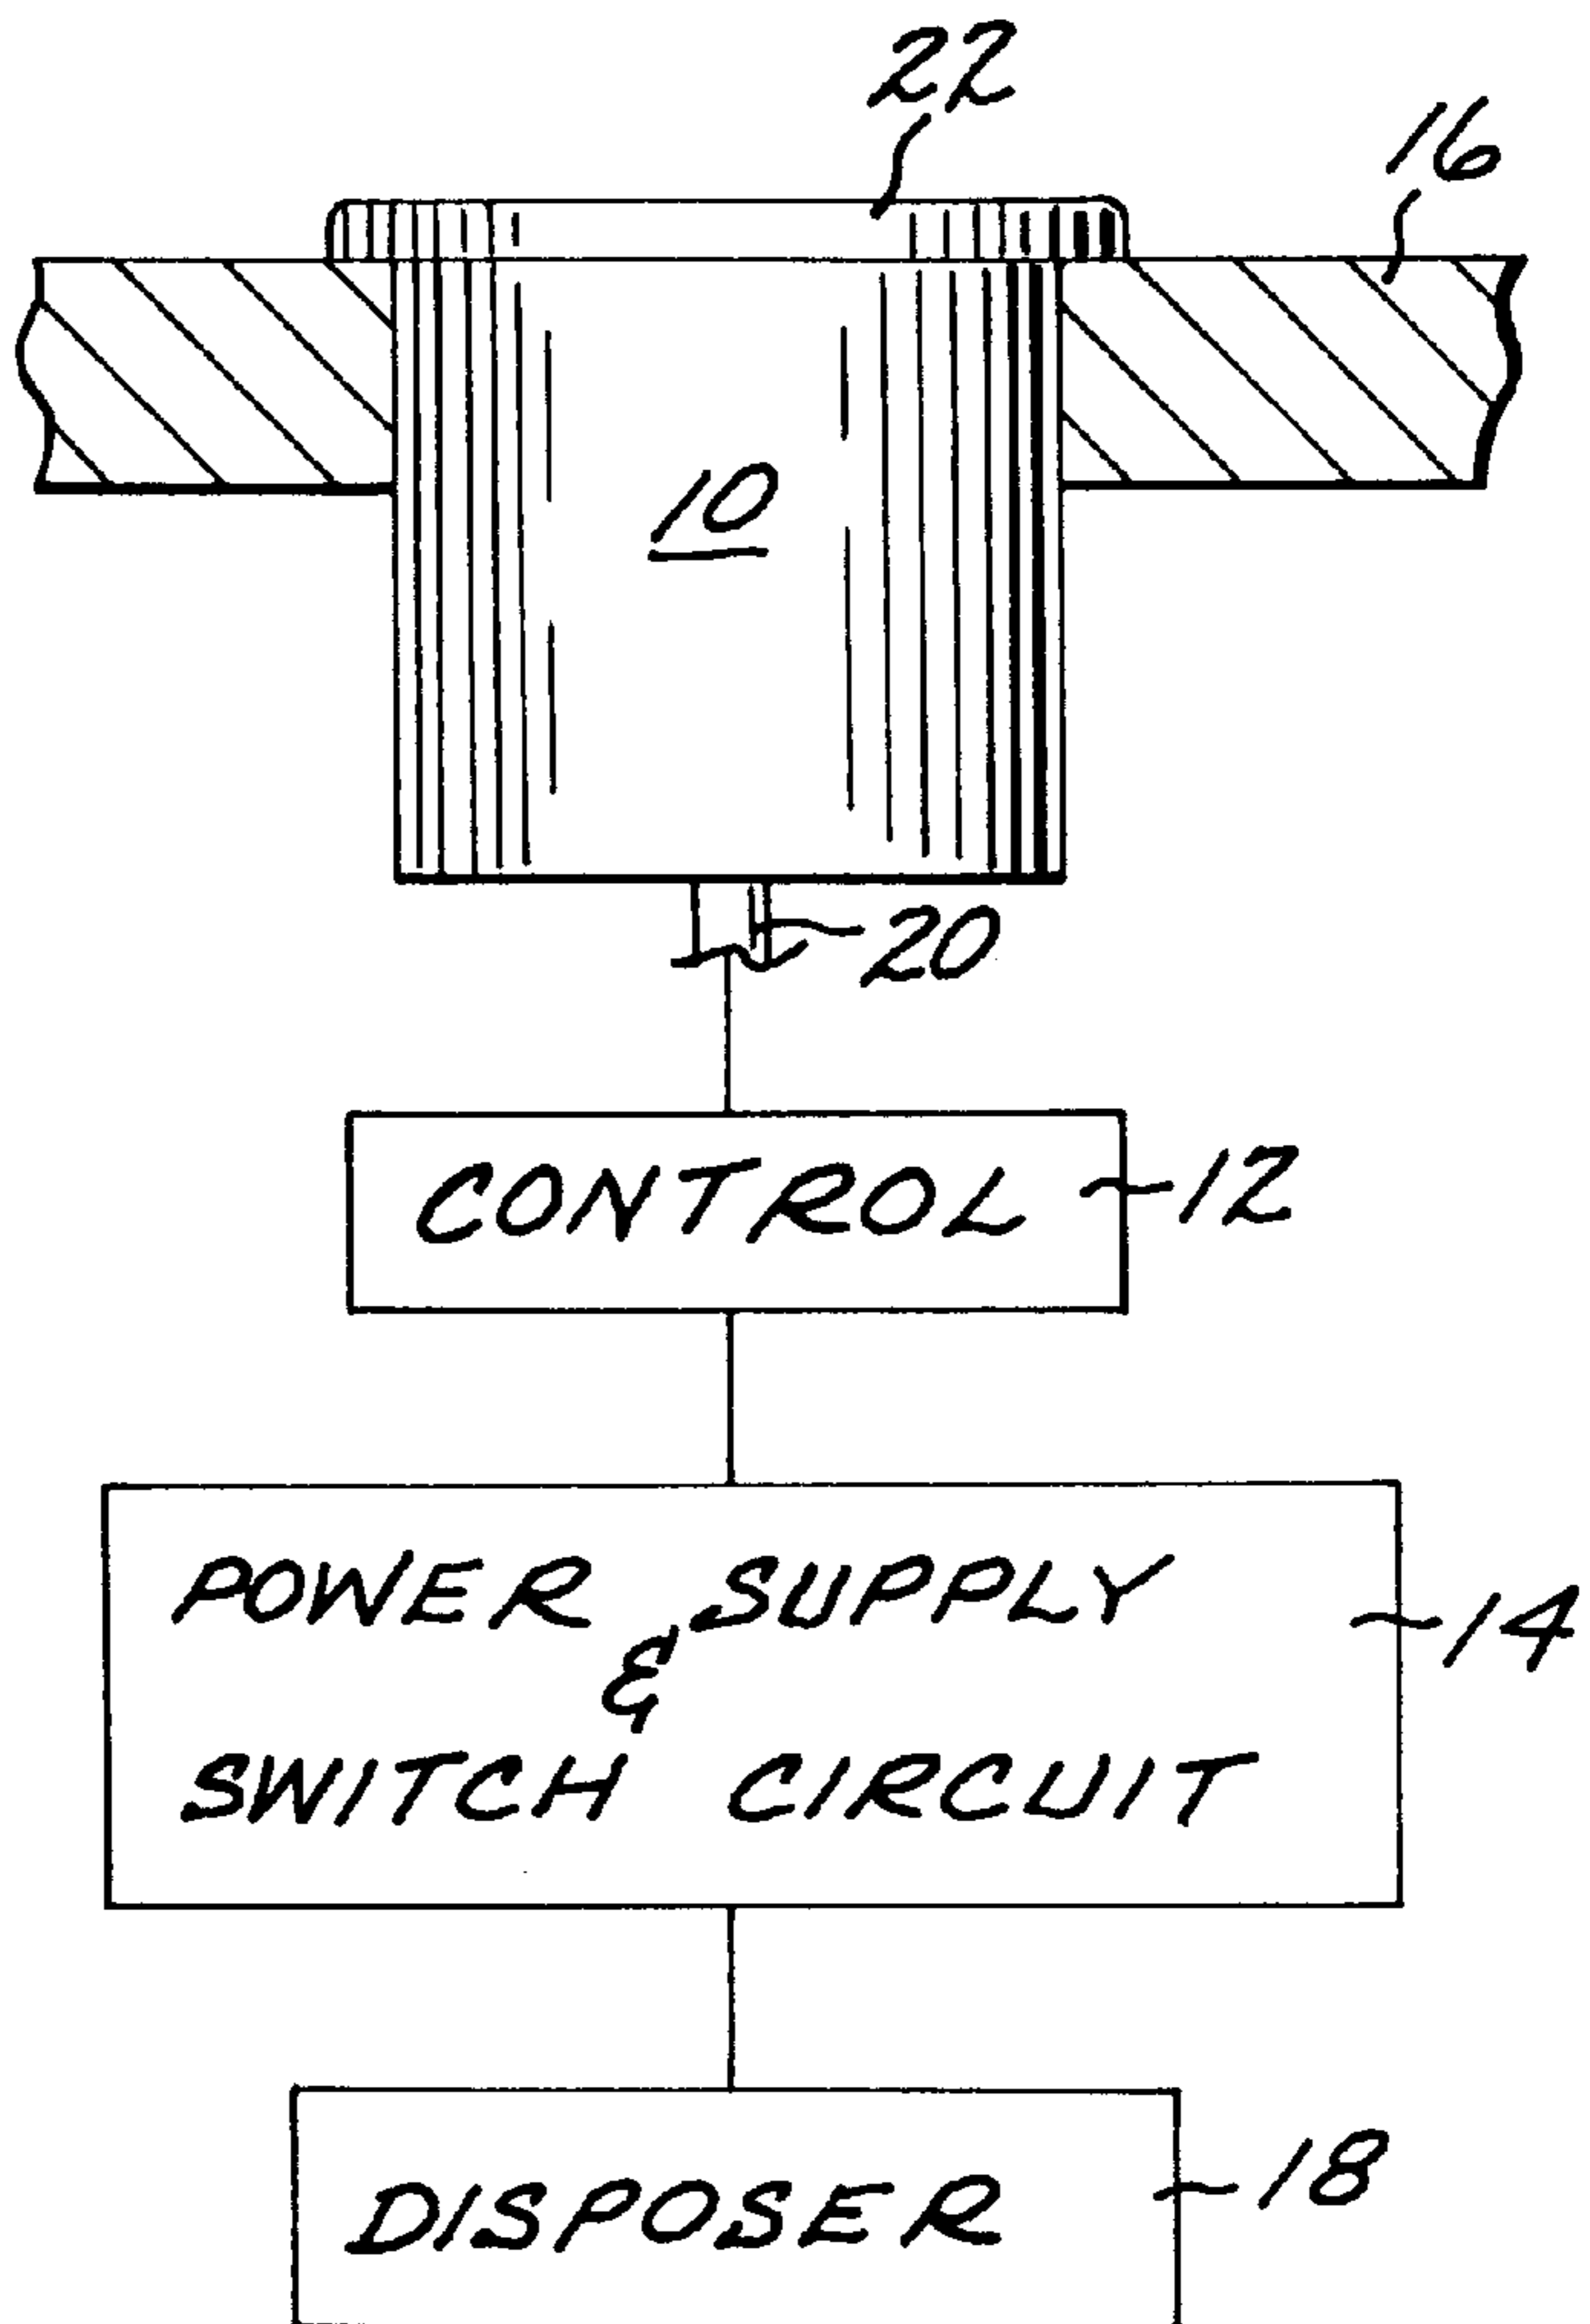 22
16
10
20
CONTROL 12
POWER SUPPLY 14
&
SWITCH CIRCUIT
DISPOSER 18